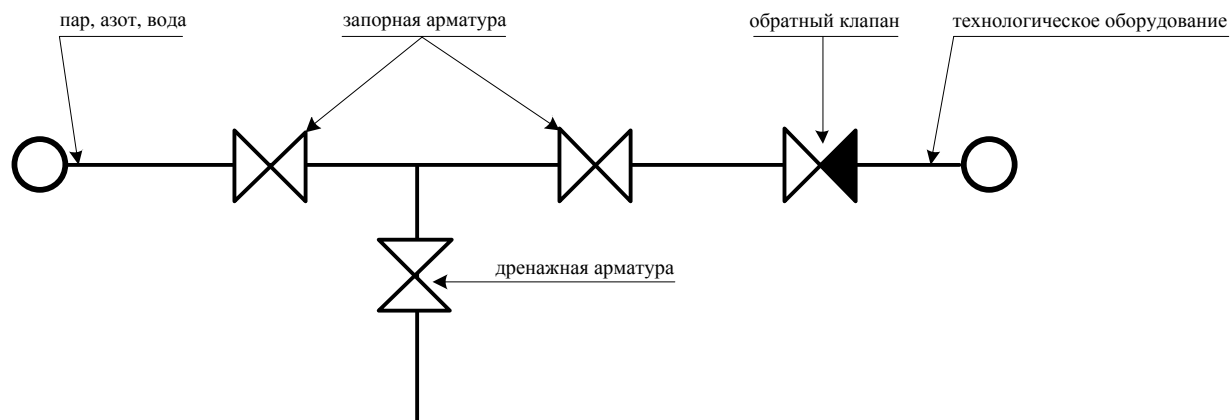 пар, азот, вода
запорная арматура
обратный клапан
технологическое оборудование
дренажная арматура